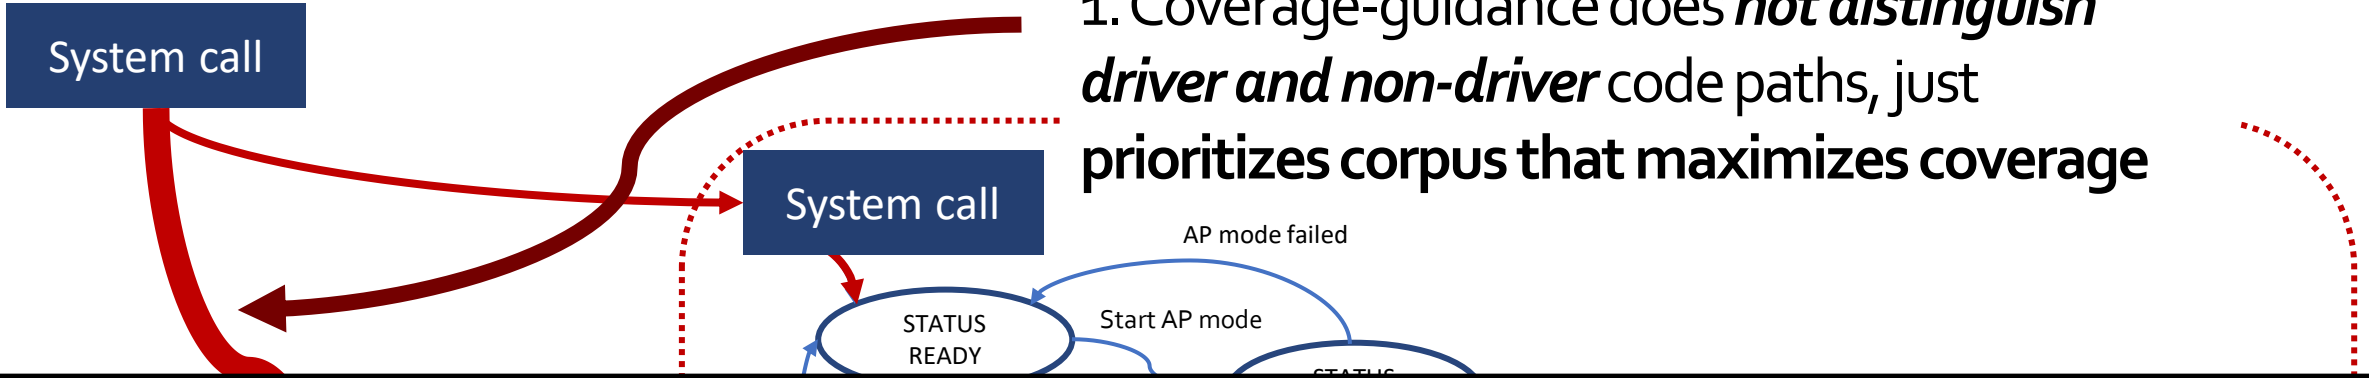 System call
1. Coverage-guidance does not distinguish
driver and non-driver code paths, just
prioritizes corpus that maximizes coverage
System call
AP mode failed
Start AP mode
STATUS
READY
STATUS